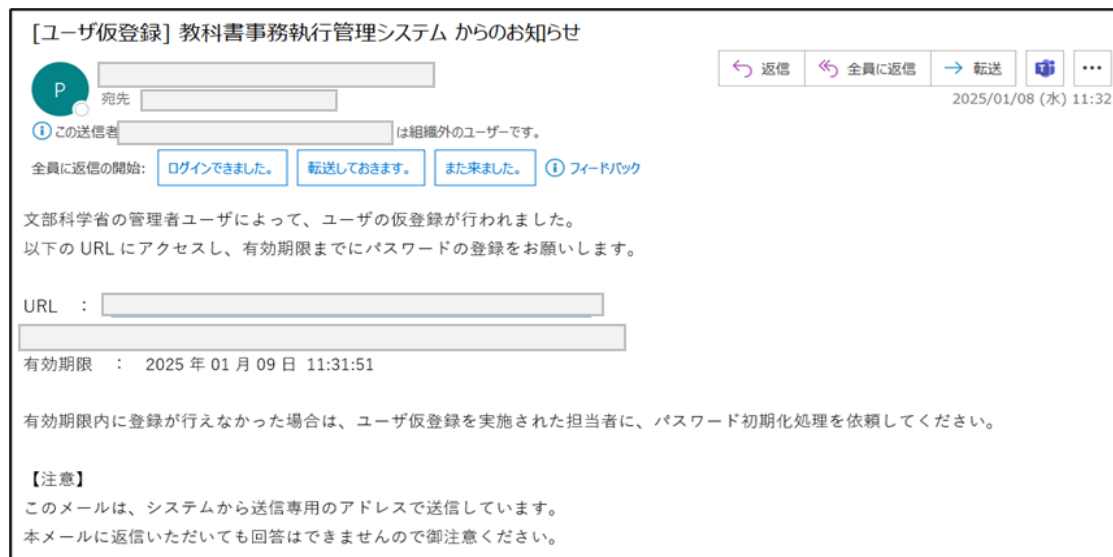 [ユーザ仮登録] 教科書事務執行管理システム からのお知らせ
P
返信 全員に返信 転送
宛先
2025/01/08 (水) 11:32
この送信者 は組織外のユーザーです。
全員に返信の開始: ログインできました。 転送しておきます。 また来ました。 フィードバック
文部科学省の管理者ユーザによって、ユーザの仮登録が行われました。
以下の URL にアクセスし、有効期限までにパスワードの登録をお願いします。
URL :
有効期限 : 2025 年 01 月 09 日 11:31:51
有効期限内に登録が行えなかった場合は、ユーザ仮登録を実施された担当者に、パスワード初期化処理を依頼してください。
【注意】
このメールは、システムから送信専用のアドレスで送信しています。
本メールに返信いただいても回答はできませんので御注意ください。